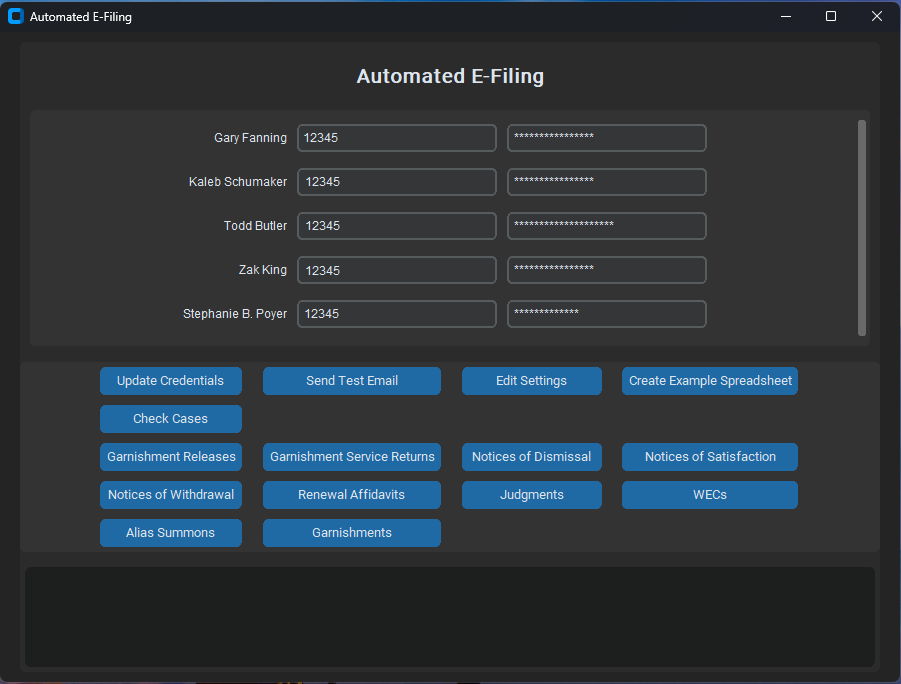 Automated E-Filing
Automated E-Filing
Gary Fanning 12345 ****************
Kaleb Schumaker 12345 ****************
Todd Butler 12345 ********************
Zak King 12345 ****************
Stephanie B. Poyer 12345 *************
Update Credentials Send Test Email Edit Settings Create Example Spreadsheet
Check Cases
Garnishment Releases Garnishment Service Returns Notices of Dismissal Notices of Satisfaction
Notices of Withdrawal Renewal Affidavits Judgments WECs
Alias Summons Garnishments